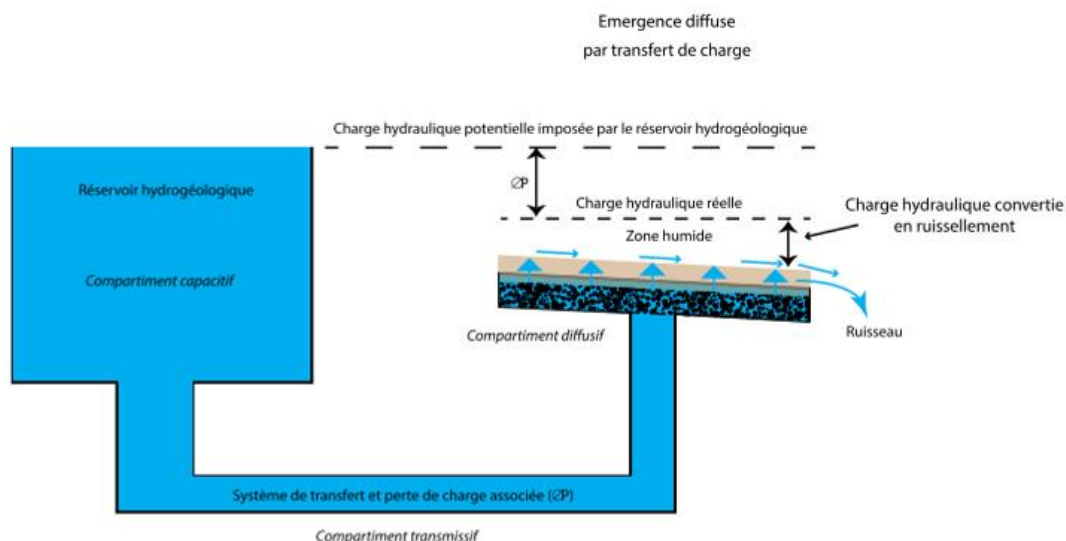 Emergence diffuse
par transfert de charge
Charge hydraulique potentielle imposée par le réservoir hydrogéologique
Réservoir hydrogéologique
∅P
Charge hydraulique réelle
Charge hydraulique convertie
en ruissellement
Zone humide
Compartiment capacitif
Compartiment diffusif
Ruisseau
Système de transfert et perte de charge associée (∅P)
Compartiment transmissif